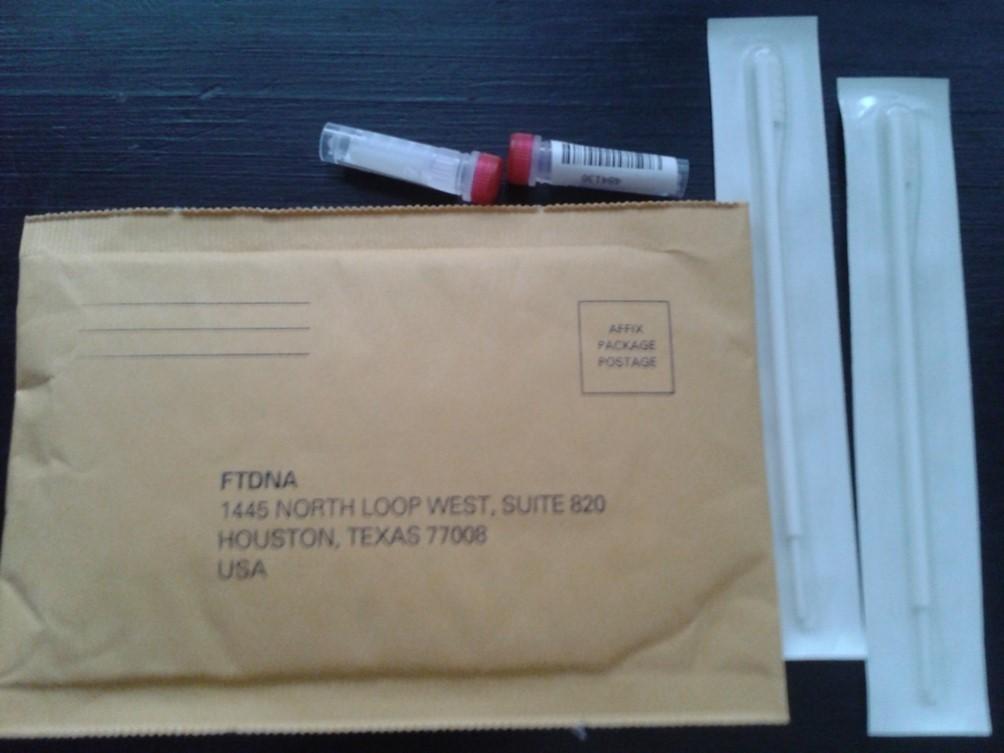 AFFIX
PACKAGE
POSTAGE
FTDNA
1445 NORTH LOOP WEST, SUITE 820
HOUSTON, TEXAS 77008
USA